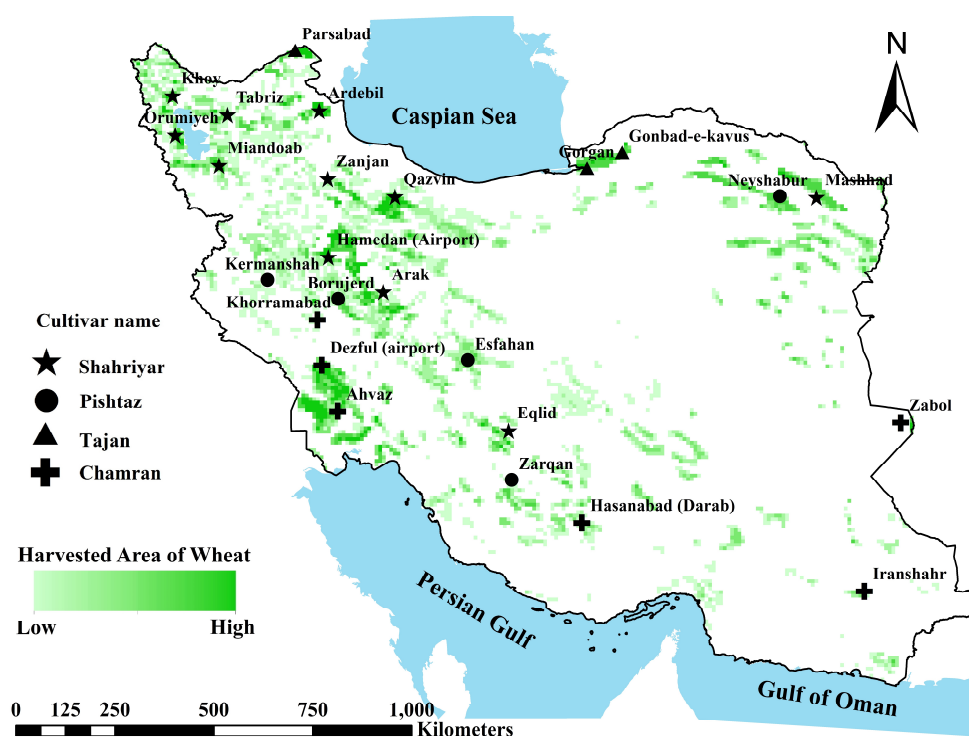 Parsabad
N
Khoy
Tabriz
Ardebil
Caspian Sea
Orumiyeh
Miandoab
Gonbad-e-kavus
Gorgan
Zanjan
Qazvin
Neyshabur
Mashhad
Hamcdan (Airport)
Kermanshah
Borujerd
Arak
Khorramabad
Cultivar name
Dezful (airport)
Esfahan
Shahriyar
Ahvaz
Pishtaz
Zabol
Eqlid
Tajan
Zarqan
Chamran
Hasanabad (Darab)
Harvested Area of Wheat
Iranshahr
Low High
Persian Gulf
Gulf of Oman
0 125 250 500 750 1,000
Kilometers